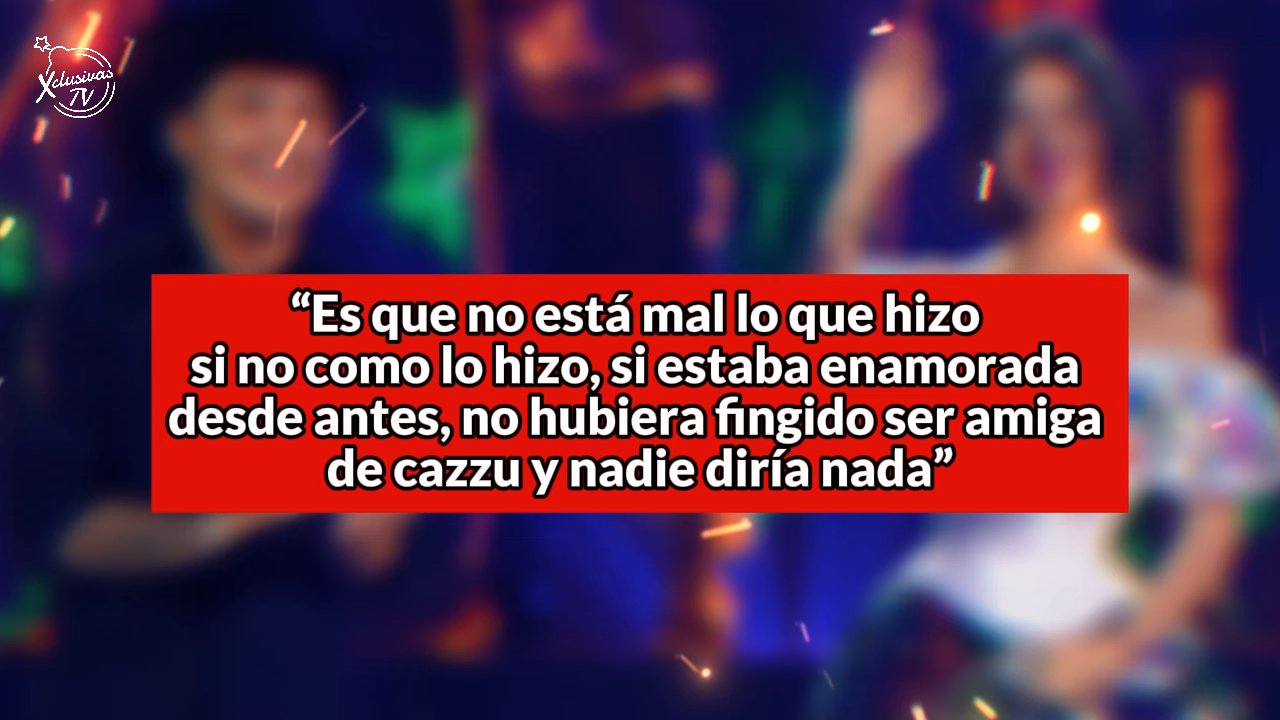 Xclusivas
TV
“Es que no está mal lo que hizo
si no como lo hizo, si estaba enamorada
desde antes, no hubiera fingido ser amiga
de cazzu y nadie diría nada”